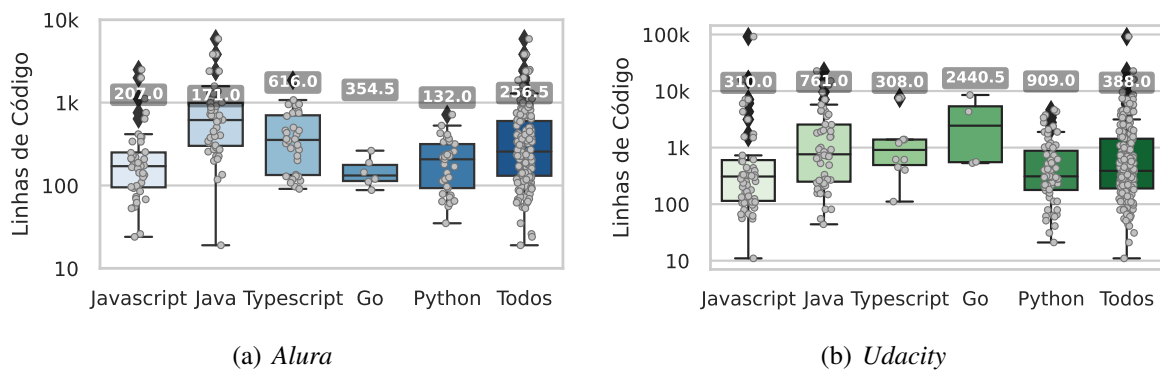 Linhas de Código
10k
1k
100
10
207.0 171.0 616.0 354.5 132.0 256.5
Javascript Java Typescript Go Python Todos
(a) Alura
Linhas de Código
100k
10k
1k
100
10
310.0 761.0 308.0 2440.5 909.0 388.0
Javascript Java Typescript Go Python Todos
(b) Udacity